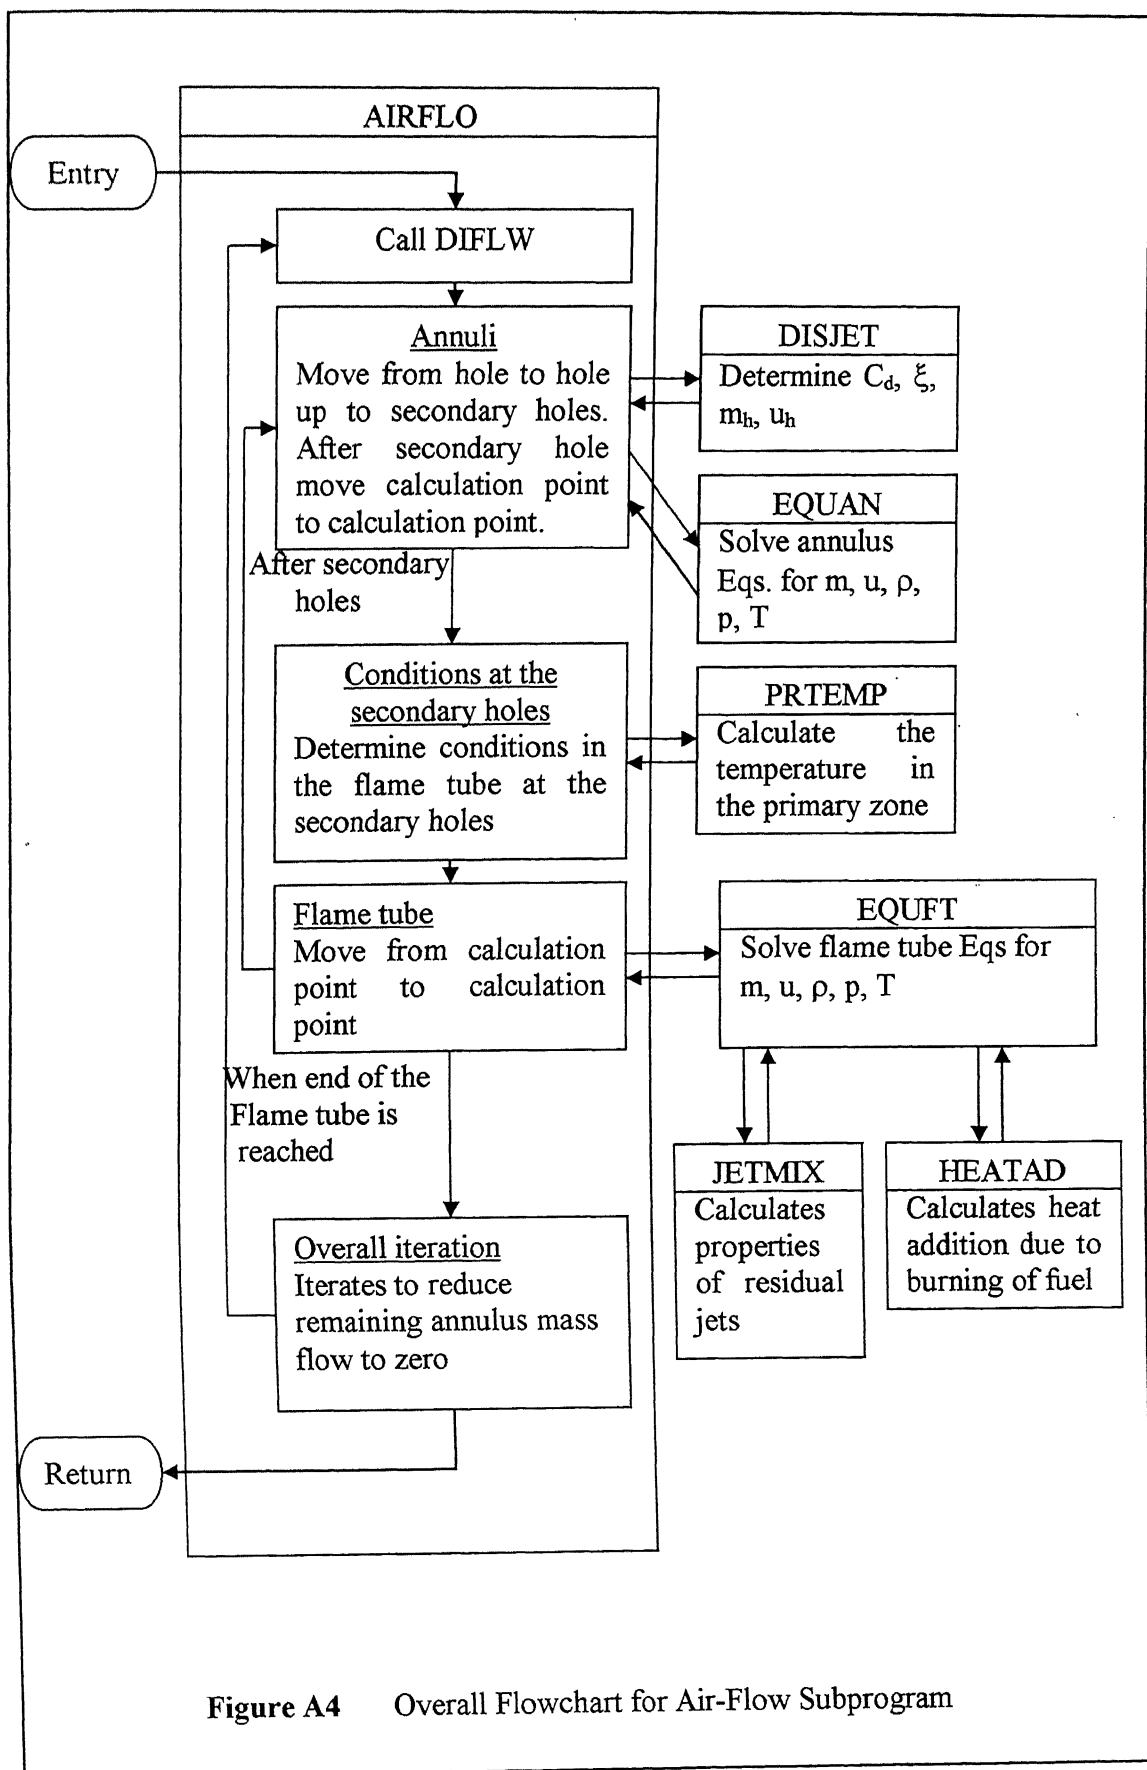 AIRFLO
Entry
Call DIFLW
Annuli
Move from hole to hole
up to secondary holes.
After secondary hole
move calculation point
to calculation point.
DISJET
Determine Cd, ξ,
mh, uh
EQUAN
Solve annulus
Eqs. for m, u, ρ,
p, T
After secondary
holes
Conditions at the
secondary holes
Determine conditions in
the flame tube at the
secondary holes
PRTEMP
Calculate the
temperature in
the primary zone
Flame tube
Move from calculation
point to calculation
point
EQUFT
Solve flame tube Eqs for
m, u, ρ, p, T
When end of the
Flame tube is
reached
JETMIX
Calculates
properties
of residual
jets
HEATAD
Calculates heat
addition due to
burning of fuel
Overall iteration
Iterates to reduce
remaining annulus mass
flow to zero
Return
Figure A4 Overall Flowchart for Air-Flow Subprogram